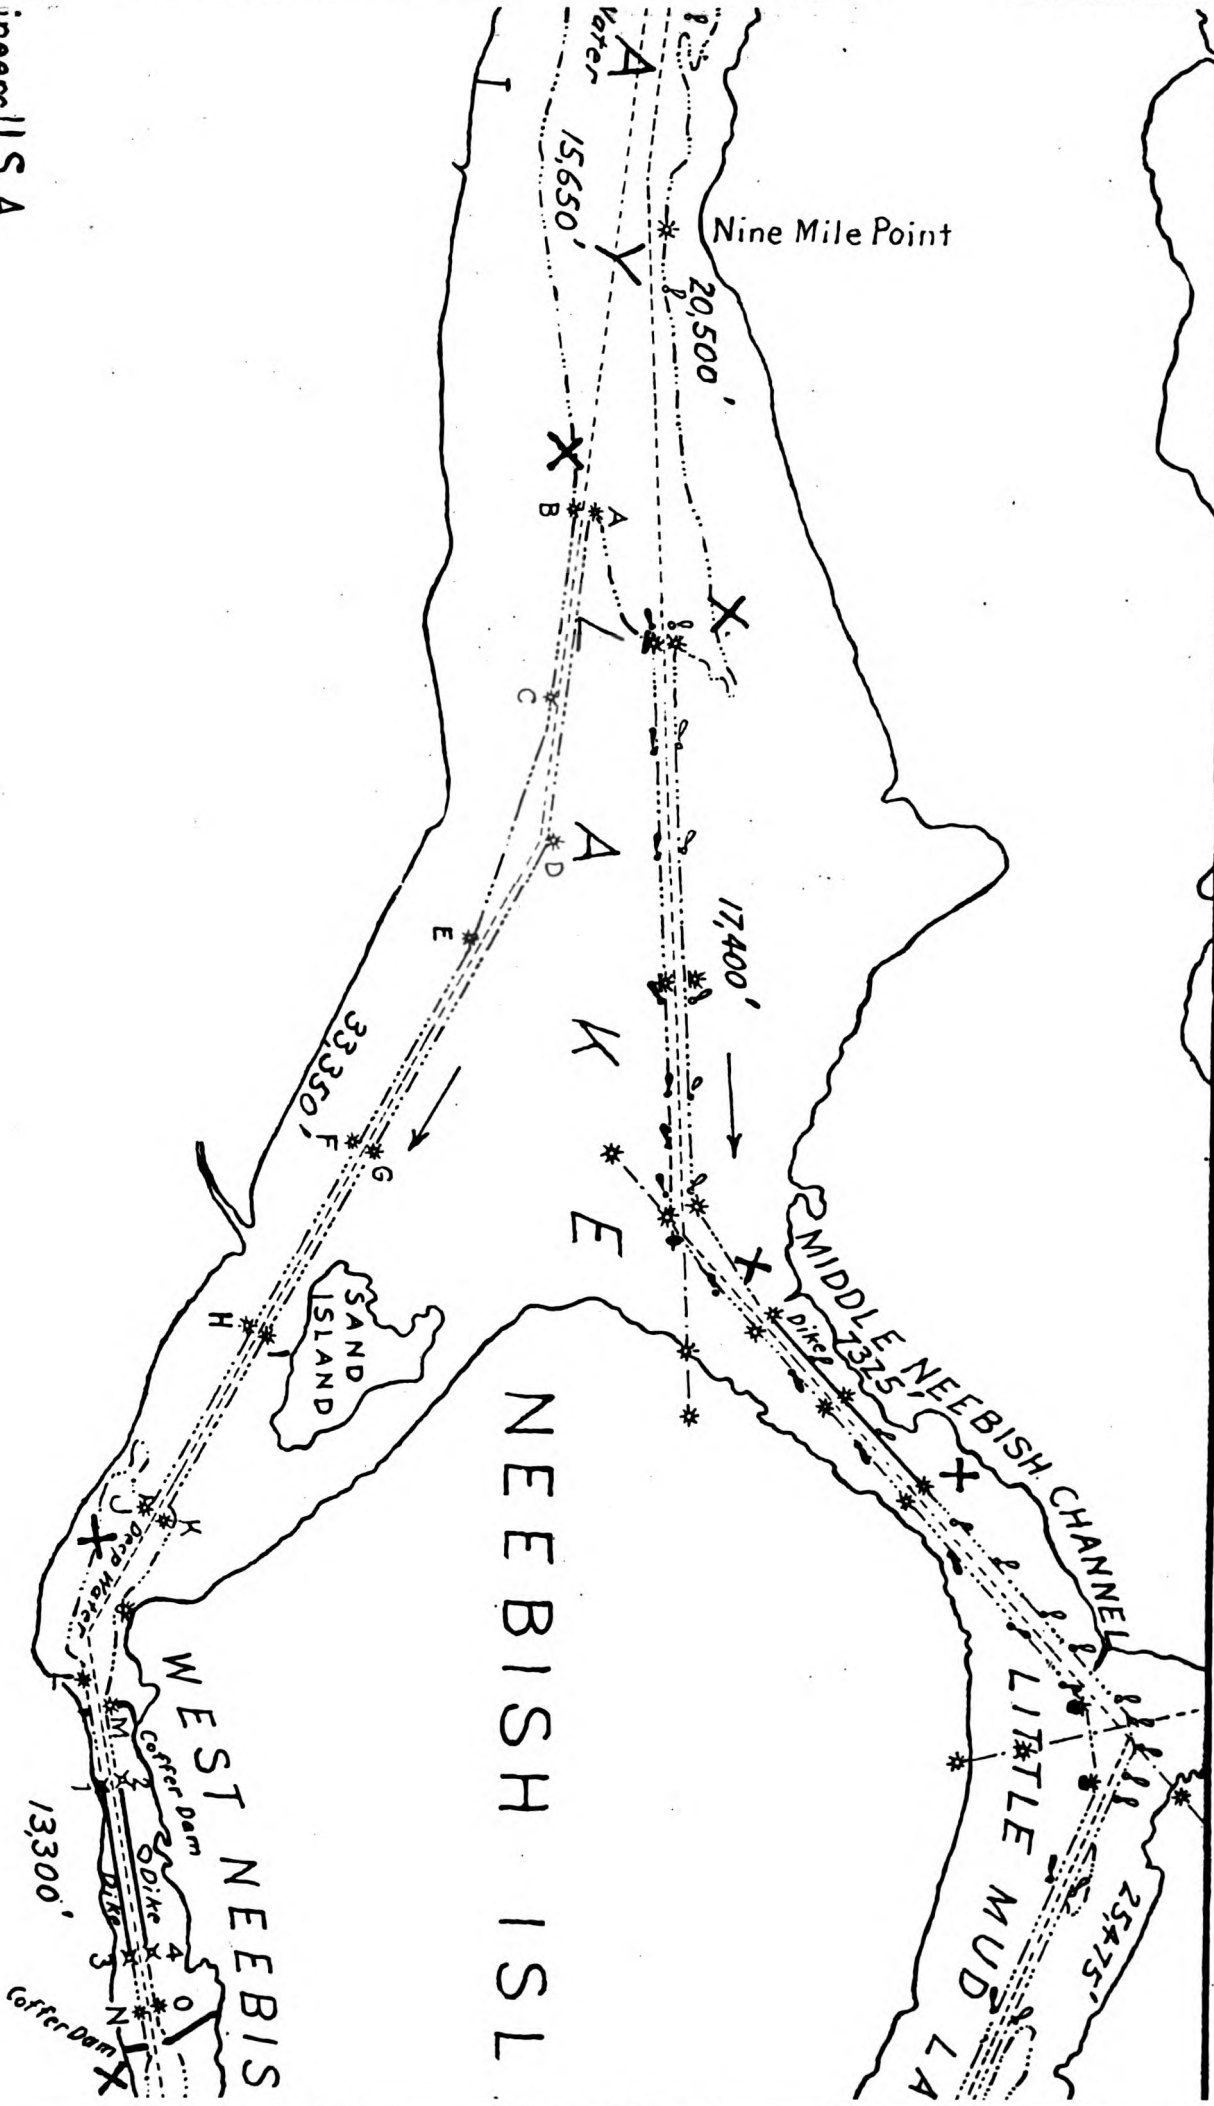 Water
A
15,650'
Y
Nine Mile Point
20,500'
A
B
L
C
A
D
E
17,400'
K
33,350'
F
G
E
H
I
SAND
ISLAND
MIDDLE NEEBISH CHANNEL
Dike
7375'
J
K
Deep Water
L
M
NEEBISH ISL
WEST NEEBIS
Coffer Dam
1
2
Dike
Dike
3
4
13,300'
N
O
Coffer Dam
LITTLE MUD LA
25,475'
U.S.A.